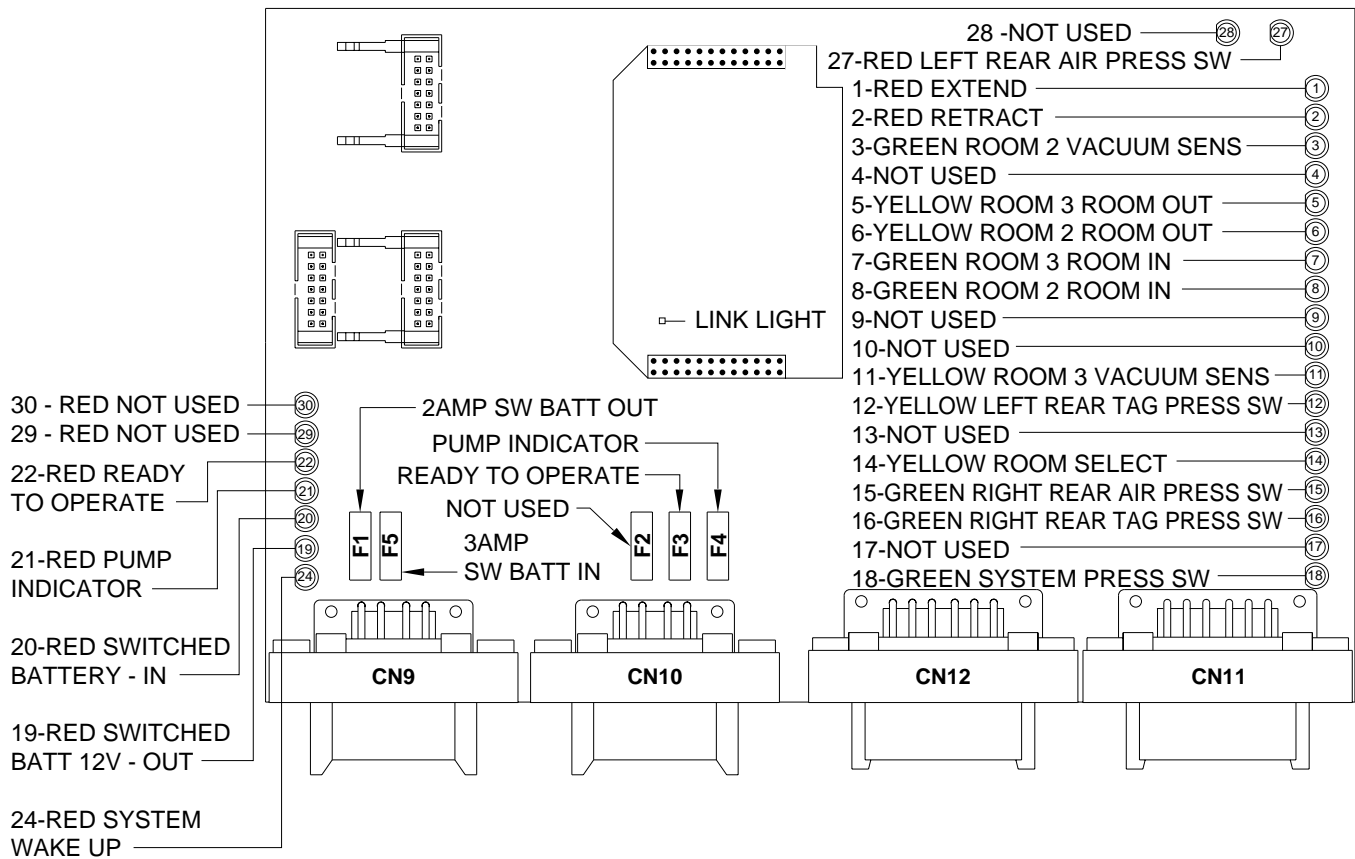 28 -NOT USED
28
27
27-RED LEFT REAR AIR PRESS SW
1-RED EXTEND
1
2-RED RETRACT
2
3-GREEN ROOM 2 VACUUM SENS
3
4-NOT USED
4
5-YELLOW ROOM 3 ROOM OUT
5
6-YELLOW ROOM 2 ROOM OUT
6
7-GREEN ROOM 3 ROOM IN
7
8-GREEN ROOM 2 ROOM IN
8
LINK LIGHT
9-NOT USED
9
10-NOT USED
10
11-YELLOW ROOM 3 VACUUM SENS
11
12-YELLOW LEFT REAR TAG PRESS SW
12
13-NOT USED
13
14-YELLOW ROOM SELECT
14
15-GREEN RIGHT REAR AIR PRESS SW
15
16-GREEN RIGHT REAR TAG PRESS SW
16
17-NOT USED
17
18-GREEN SYSTEM PRESS SW
18
30 - RED NOT USED
30
29 - RED NOT USED
29
22-RED READY
TO OPERATE
22
21-RED PUMP
INDICATOR
21
20-RED SWITCHED
BATTERY - IN
20
19-RED SWITCHED
BATT 12V - OUT
19
24-RED SYSTEM
WAKE UP
24
2AMP SW BATT OUT
PUMP INDICATOR
READY TO OPERATE
NOT USED
3AMP
SW BATT IN
F1
F5
F2
F3
F4
CN9
CN10
CN12
CN11